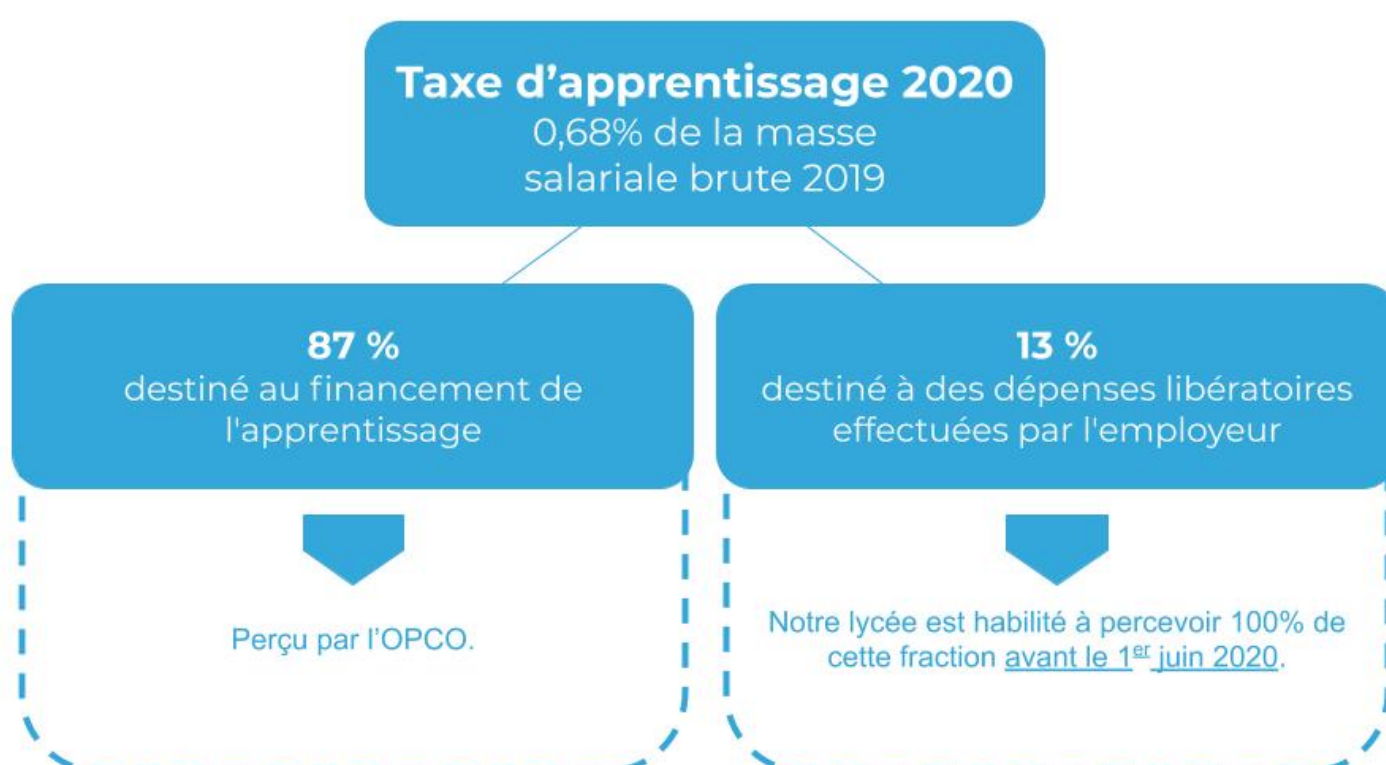 Taxe d’apprentissage 2020
0,68% de la masse
salariale brute 2019
87 %
destiné au financement de
l'apprentissage
13 %
destiné à des dépenses libératoires
effectuées par l'employeur
Perçu par l’OPCO.
Notre lycée est habilité à percevoir 100% de
cette fraction avant le 1er juin 2020.